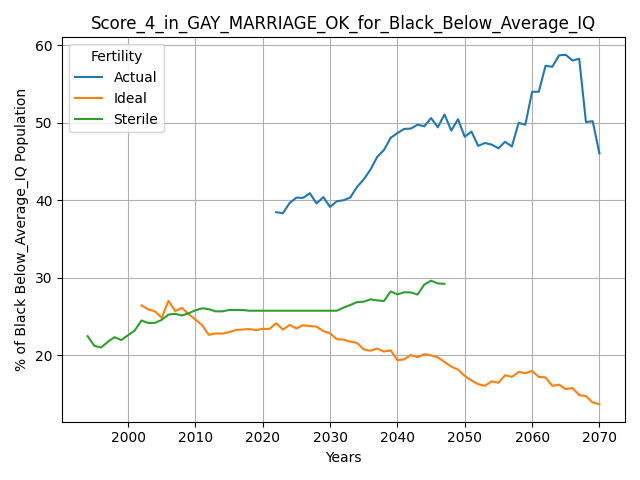 Score_4_in_GAY_MARRIAGE_OK_for_Black_Below_Average_IQ
Fertility
Actual
Ideal
Sterile
% of Black Below_Average_IQ Population
60
50
40
30
20
2000
2010
2020
2030
2040
2050
2060
2070
Years